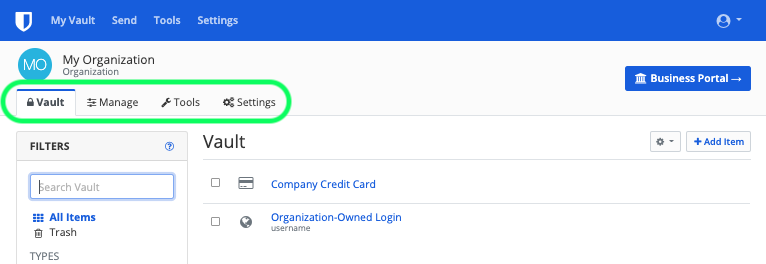 My Vault Send Tools Settings
MO
My Organization
Organization
Business Portal →
Vault Manage Tools Settings
FILTERS
Search Vault
All Items
Trash
TYPES
Vault
+ Add Item
Company Credit Card
Organization-Owned Login
username